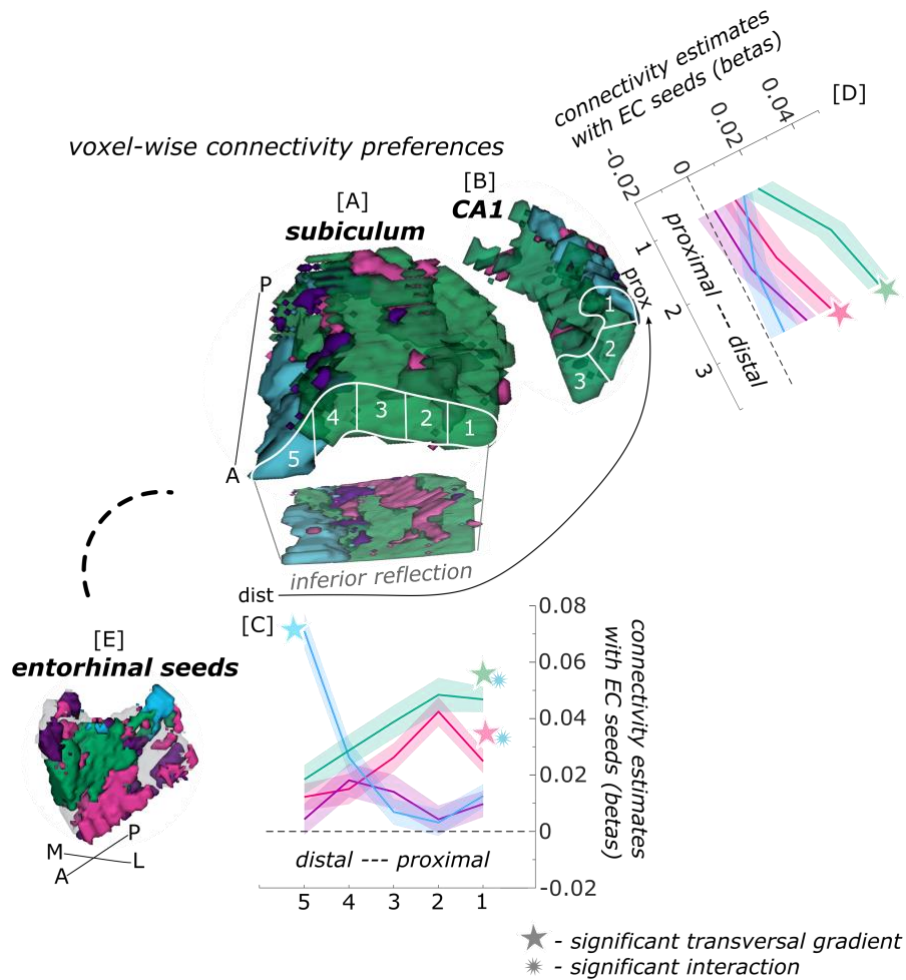 connectivity estimates
with EC seeds (betas)
[D]
-0.02
0
0.02
0.04
proximal ---- distal
1
2
3
voxel-wise connectivity preferences
[A]
subiculum
[B]
CA1
P
A
prox
1
2
3
5
4
3
2
1
inferior reflection
dist
[E]
entorhinal seeds
P
M
L
A
[C]
0.08
0.06
0.04
0.02
0
-0.02
connectivity estimates
with EC seeds (betas)
distal --- proximal
5 4 3 2 1
- significant transversal gradient
- significant interaction